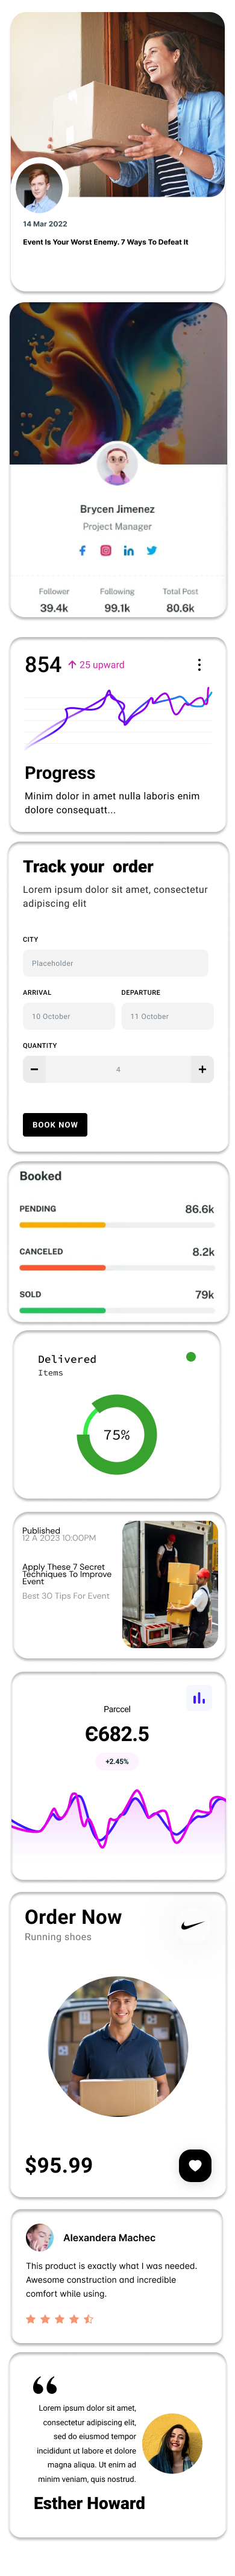 14 Mar 2022
Event Is Your Worst Enemy. 7 Ways To Defeat It
Brycen Jimenez
Project Manager
Follower Following Total Post
39.4k 99.1k 80.6k
854 25 upward
Progress
Minim dolor in amet nulla laboris enim
dolore consequatt...
Track your order
Lorem ipsum dolor sit amet, consectetur
adipiscing elit
CITY
Placeholder
ARRIVAL DEPARTURE
10 October 11 October
QUANTITY
4
BOOK NOW
Booked
PENDING 86.6k
CANCELED 8.2k
SOLD 79k
Delivered
Items
75%
Published
12 A 2023 10:00PM
Apply These 7 Secret
Techniques To Improve
Event
Best 30 Tips For Event
Parccel
Є682.5
+2.45%
Order Now
Running shoes
$95.99
Alexandera Machec
This product is exactly what I was needed.
Awesome construction and incredible
comfort while using.
Lorem ipsum dolor sit amet,
consectetur adipiscing elit,
sed do eiusmod tempor
incididunt ut labore et dolore
magna aliqua. Ut enim ad
minim veniam, quis nostrud.
Esther Howard